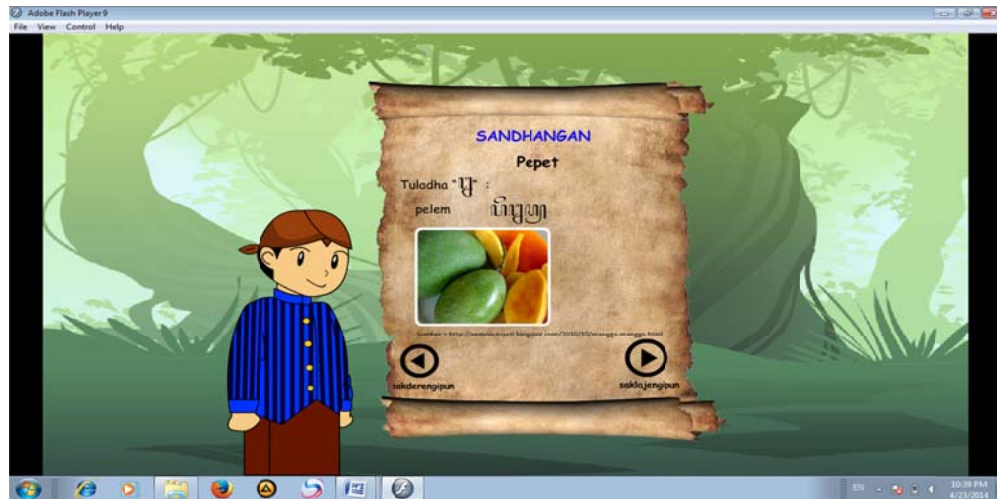 Adobe Flash Player 9
File View Control Help
SANDHANGAN
Pepet
Tuladha “ ” :
pelem
sakderengipun
saklajengipun
EN
10:39 PM
4/23/2014